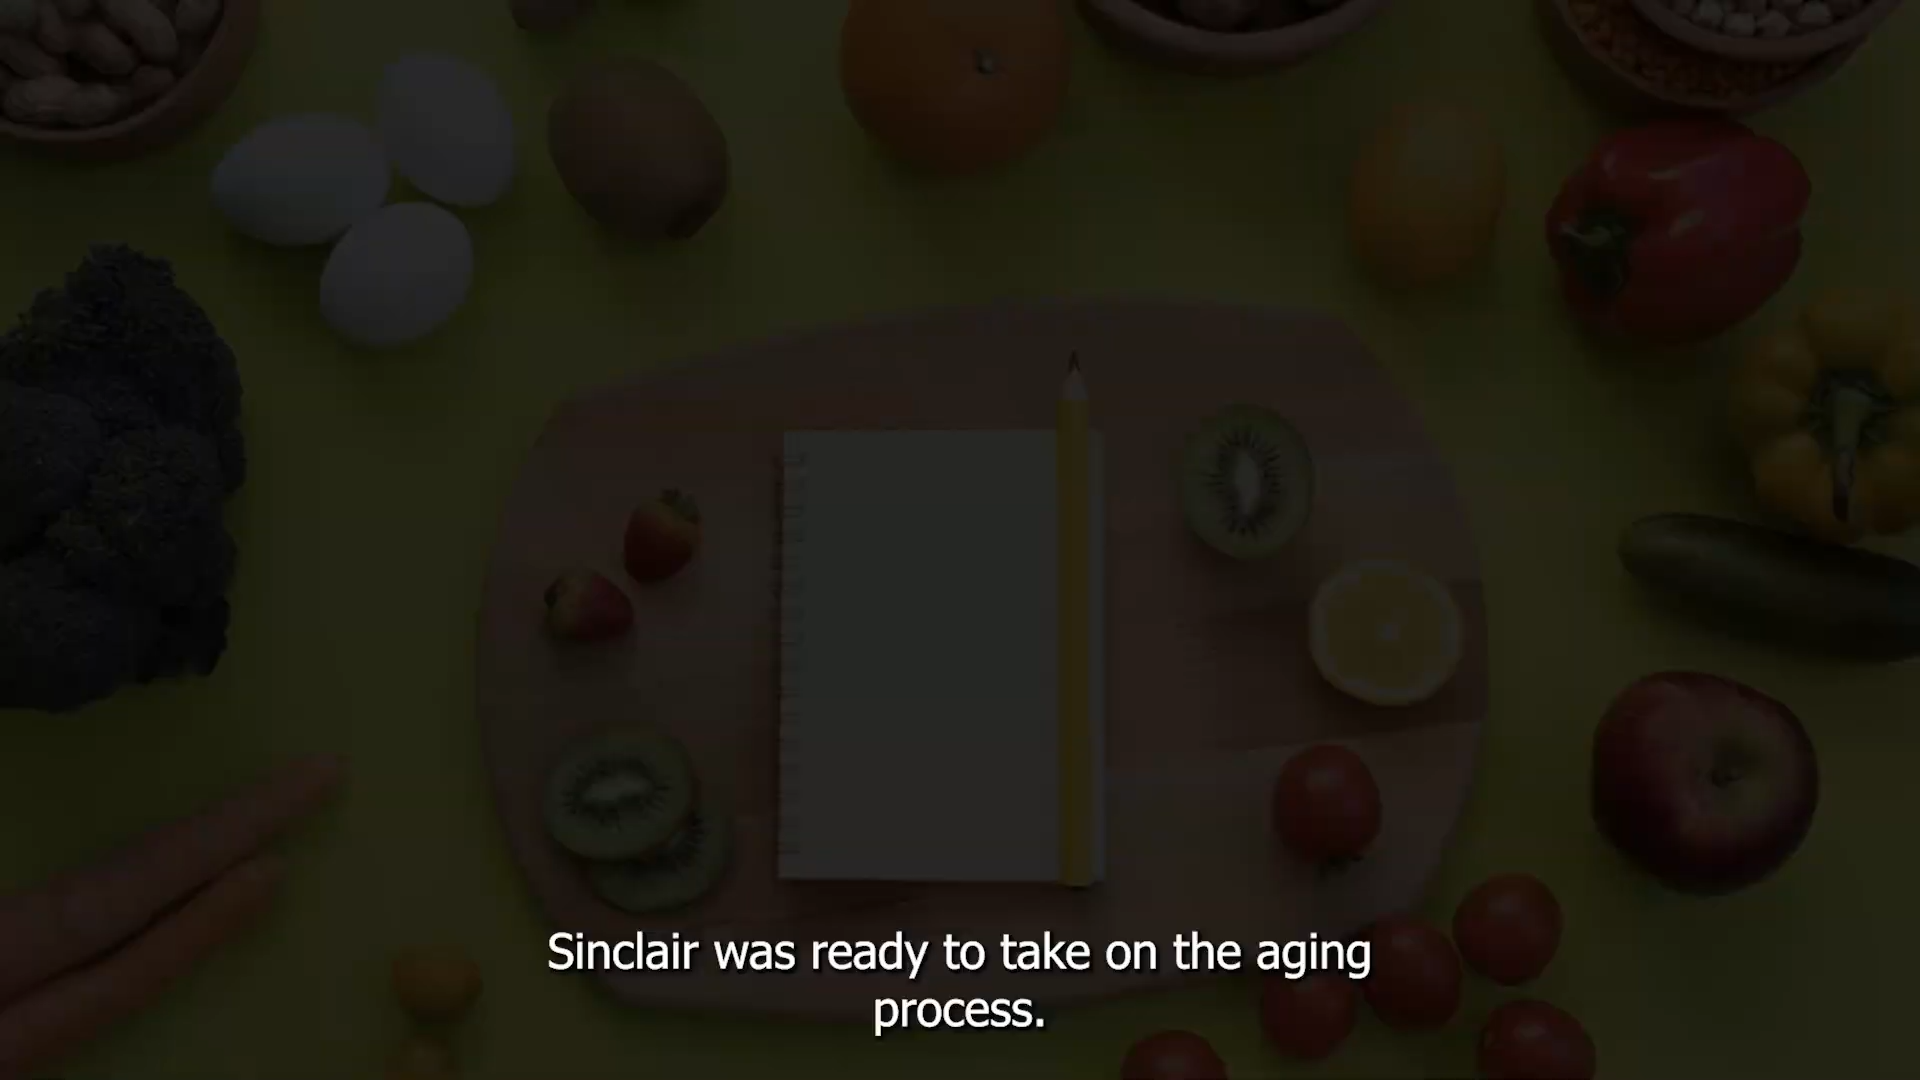 Sinclair was ready to take on the aging
process.